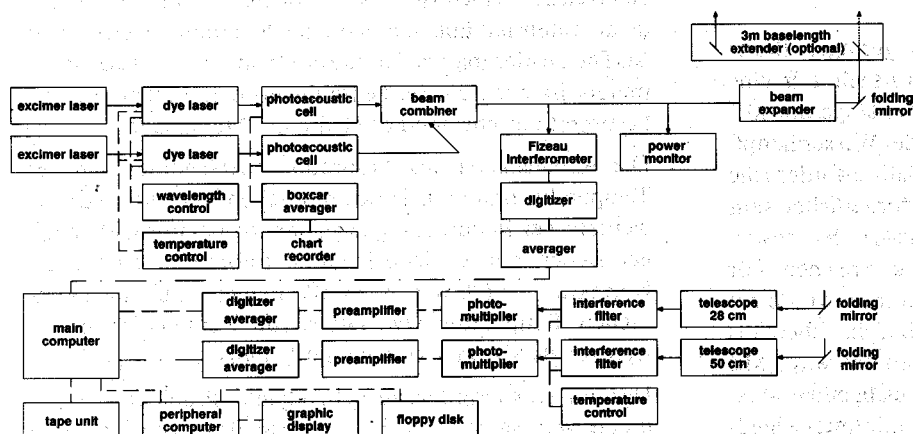 3m baselength
extender (optional)
excimer laser
dye laser
photoacoustic
cell
beam
combiner
beam
expander
folding
mirror
excimer laser
dye laser
photoacoustic
cell
Fizeau
interferometer
power
monitor
wavelength
control
boxcar
averager
digitizer
temperature
control
chart
recorder
averager
main
computer
digitizer
averager
preamplifier
photo-
multiplier
interference
filter
telescope
28 cm
folding
mirror
digitizer
averager
preamplifier
photo-
multiplier
interference
filter
telescope
50 cm
folding
mirror
tape unit
peripheral
computer
graphic
display
floppy disk
temperature
control